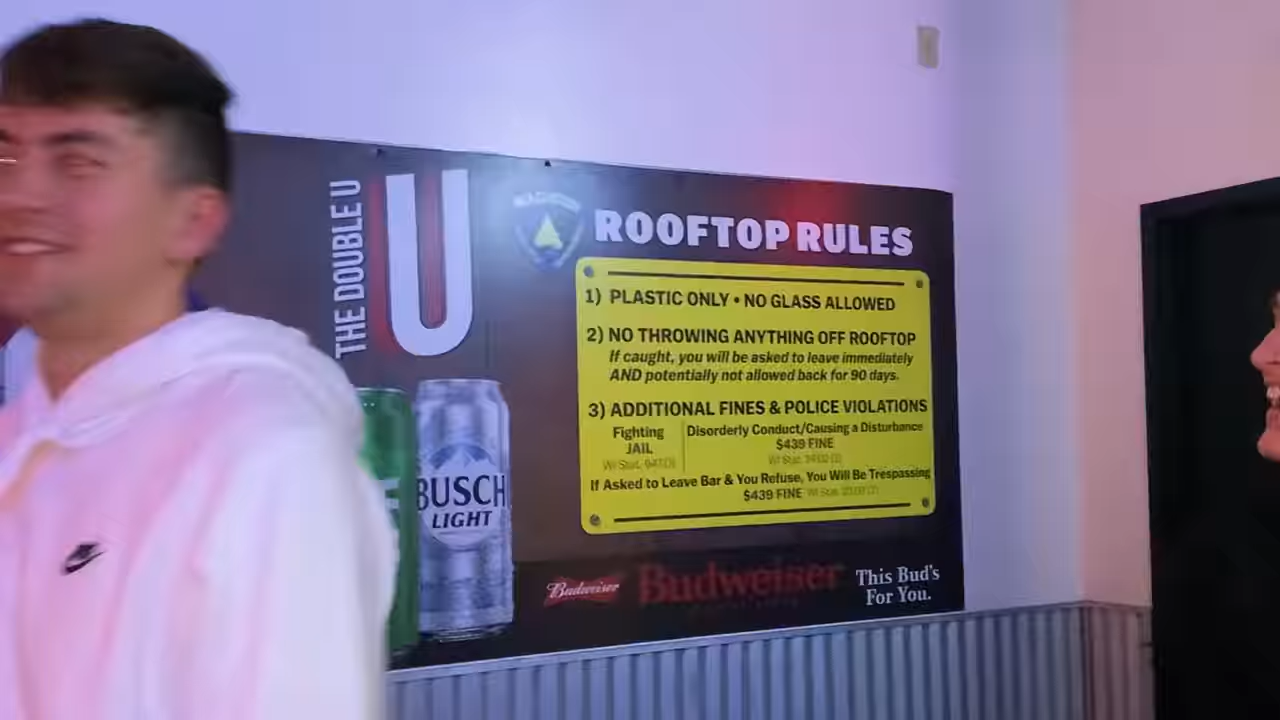 THE DOUBLE U
U
MADISON
ROOFTOP RULES
1) PLASTIC ONLY • NO GLASS ALLOWED
2) NO THROWING ANYTHING OFF ROOFTOP
If caught, you will be asked to leave immediately
AND potentially not allowed back for 90 days.
3) ADDITIONAL FINES & POLICE VIOLATIONS
Fighting
JAIL
Disorderly Conduct/Causing a Disturbance
$439 FINE
If Asked to Leave Bar & You Refuse, You Will Be Trespassing
$439 FINE
BUSCH
LIGHT
Budweiser
Budweiser
This Bud's
For You.